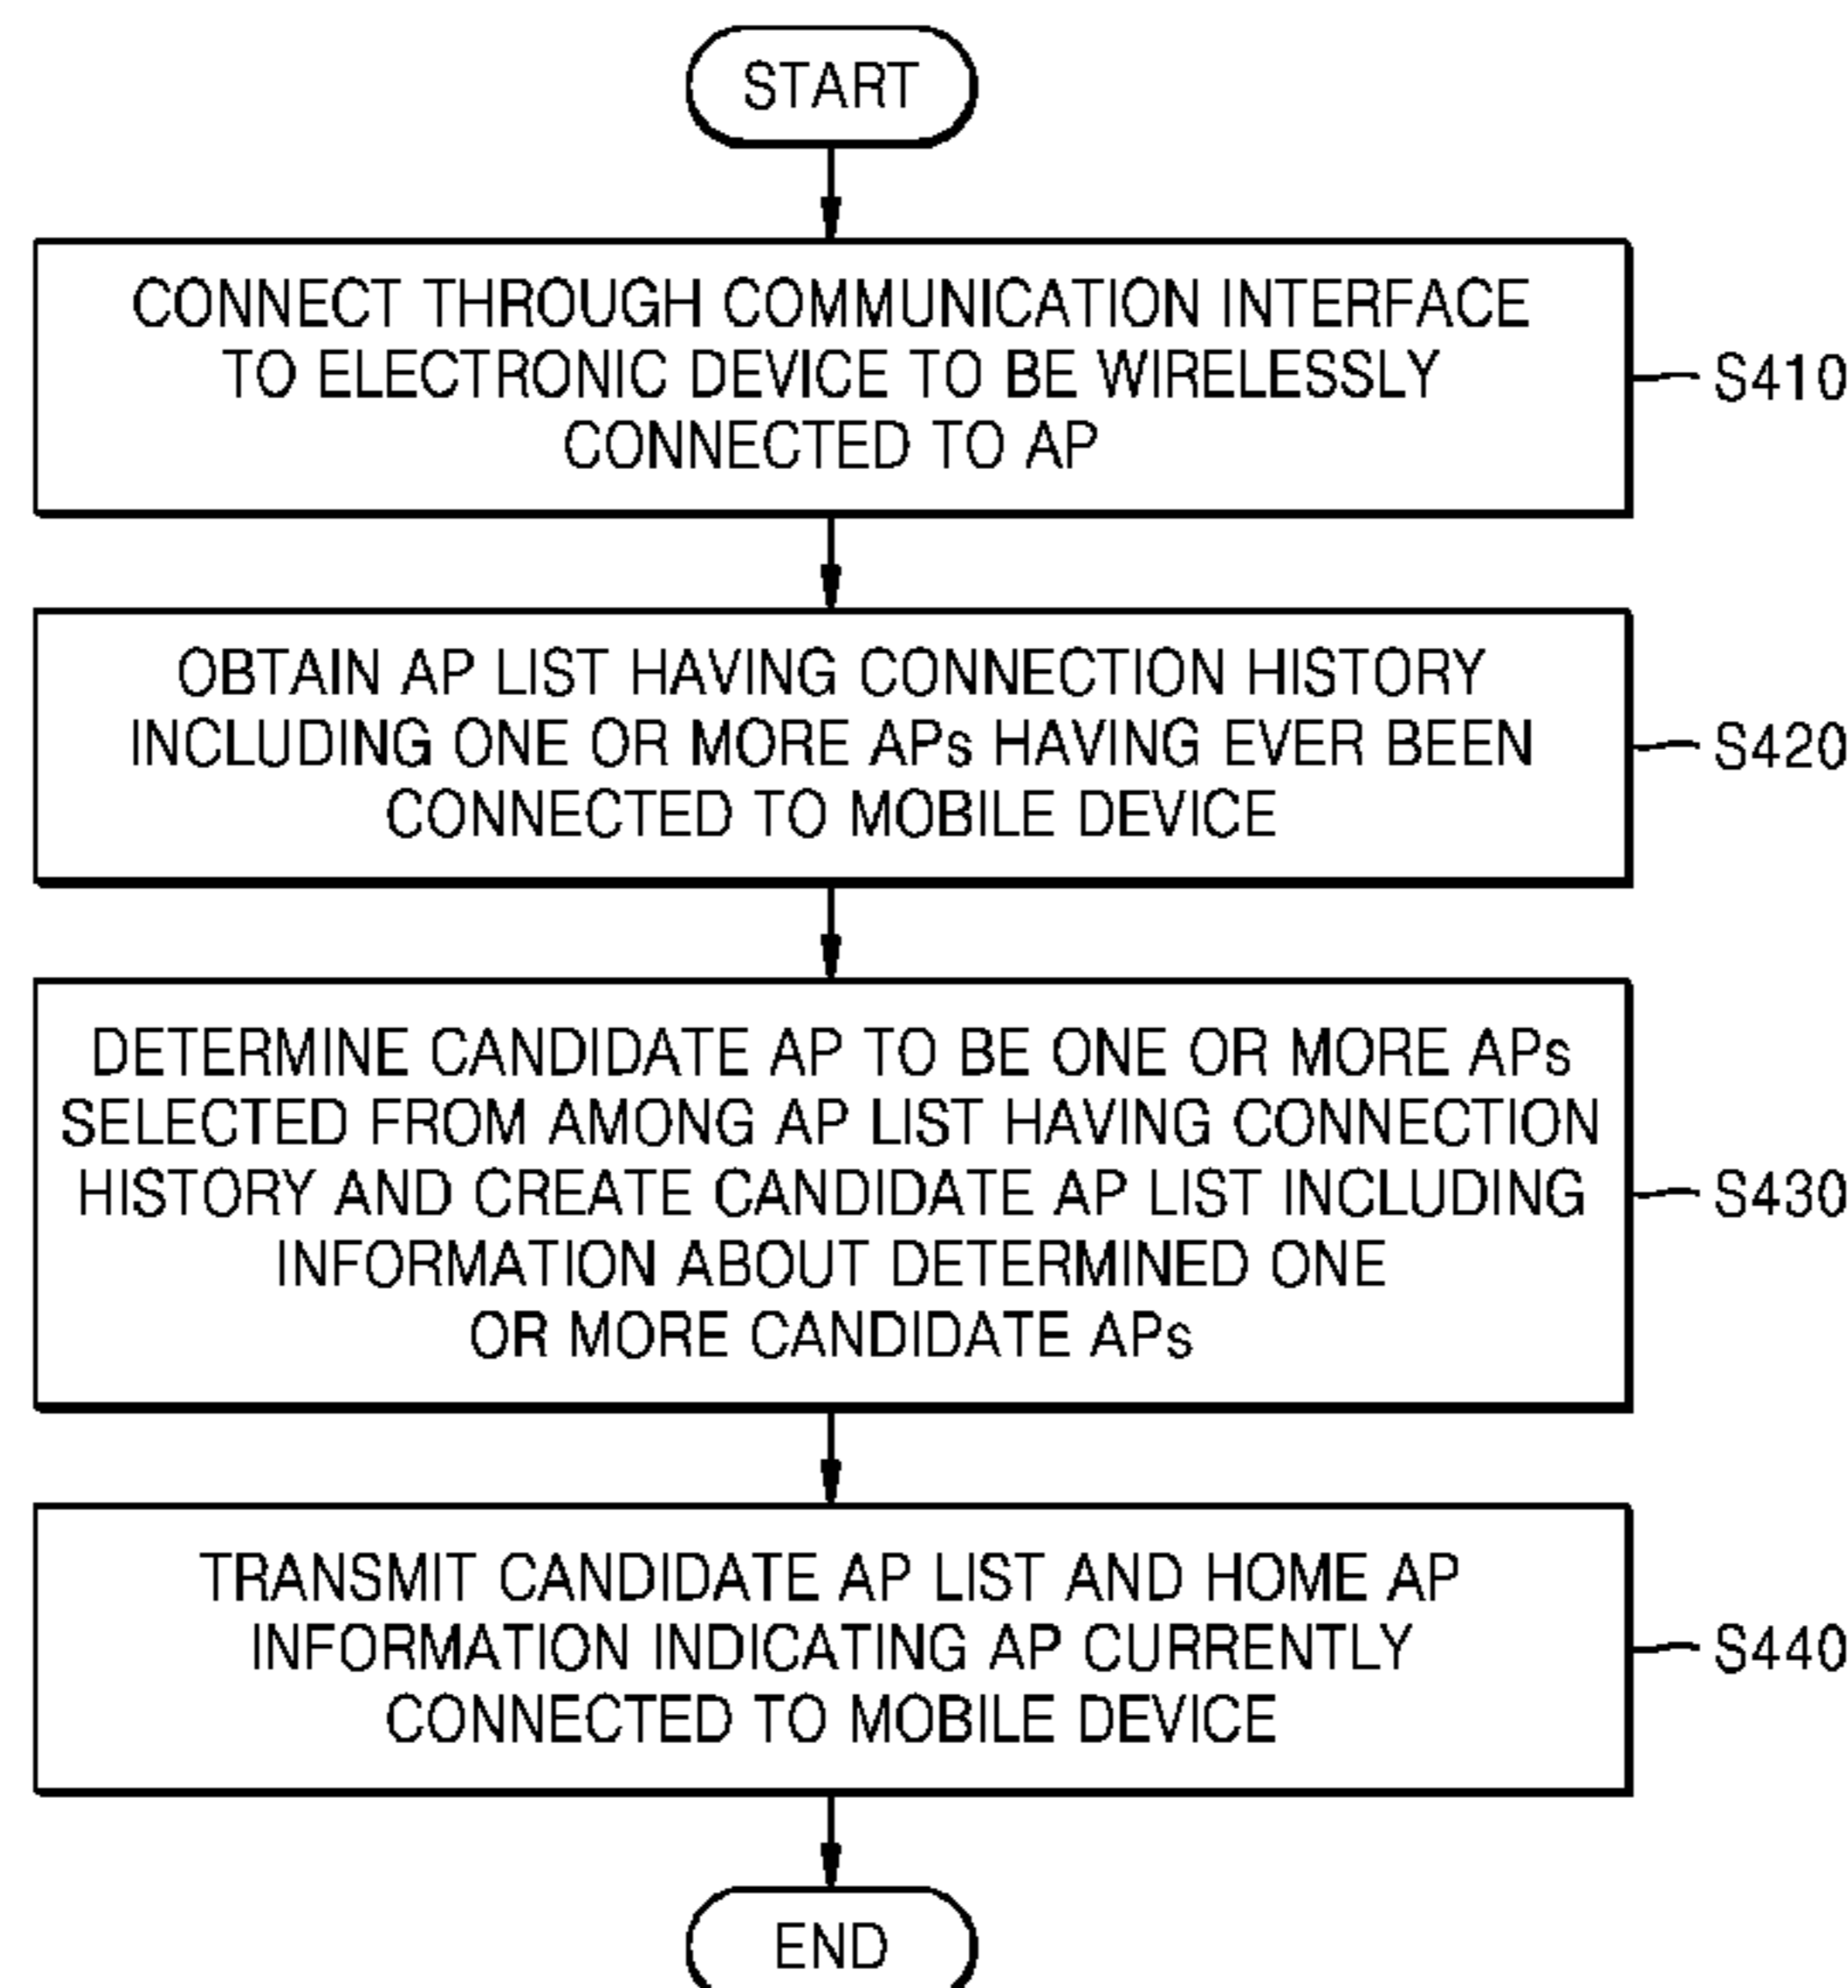 START
CONNECT THROUGH COMMUNICATION INTERFACE
TO ELECTRONIC DEVICE TO BE WIRELESSLY
CONNECTED TO AP
S410
OBTAIN AP LIST HAVING CONNECTION HISTORY
INCLUDING ONE OR MORE APs HAVING EVER BEEN
CONNECTED TO MOBILE DEVICE
S420
DETERMINE CANDIDATE AP TO BE ONE OR MORE APs
SELECTED FROM AMONG AP LIST HAVING CONNECTION
HISTORY AND CREATE CANDIDATE AP LIST INCLUDING
INFORMATION ABOUT DETERMINED ONE
OR MORE CANDIDATE APs
S430
TRANSMIT CANDIDATE AP LIST AND HOME AP
INFORMATION INDICATING AP CURRENTLY
CONNECTED TO MOBILE DEVICE
S440
END